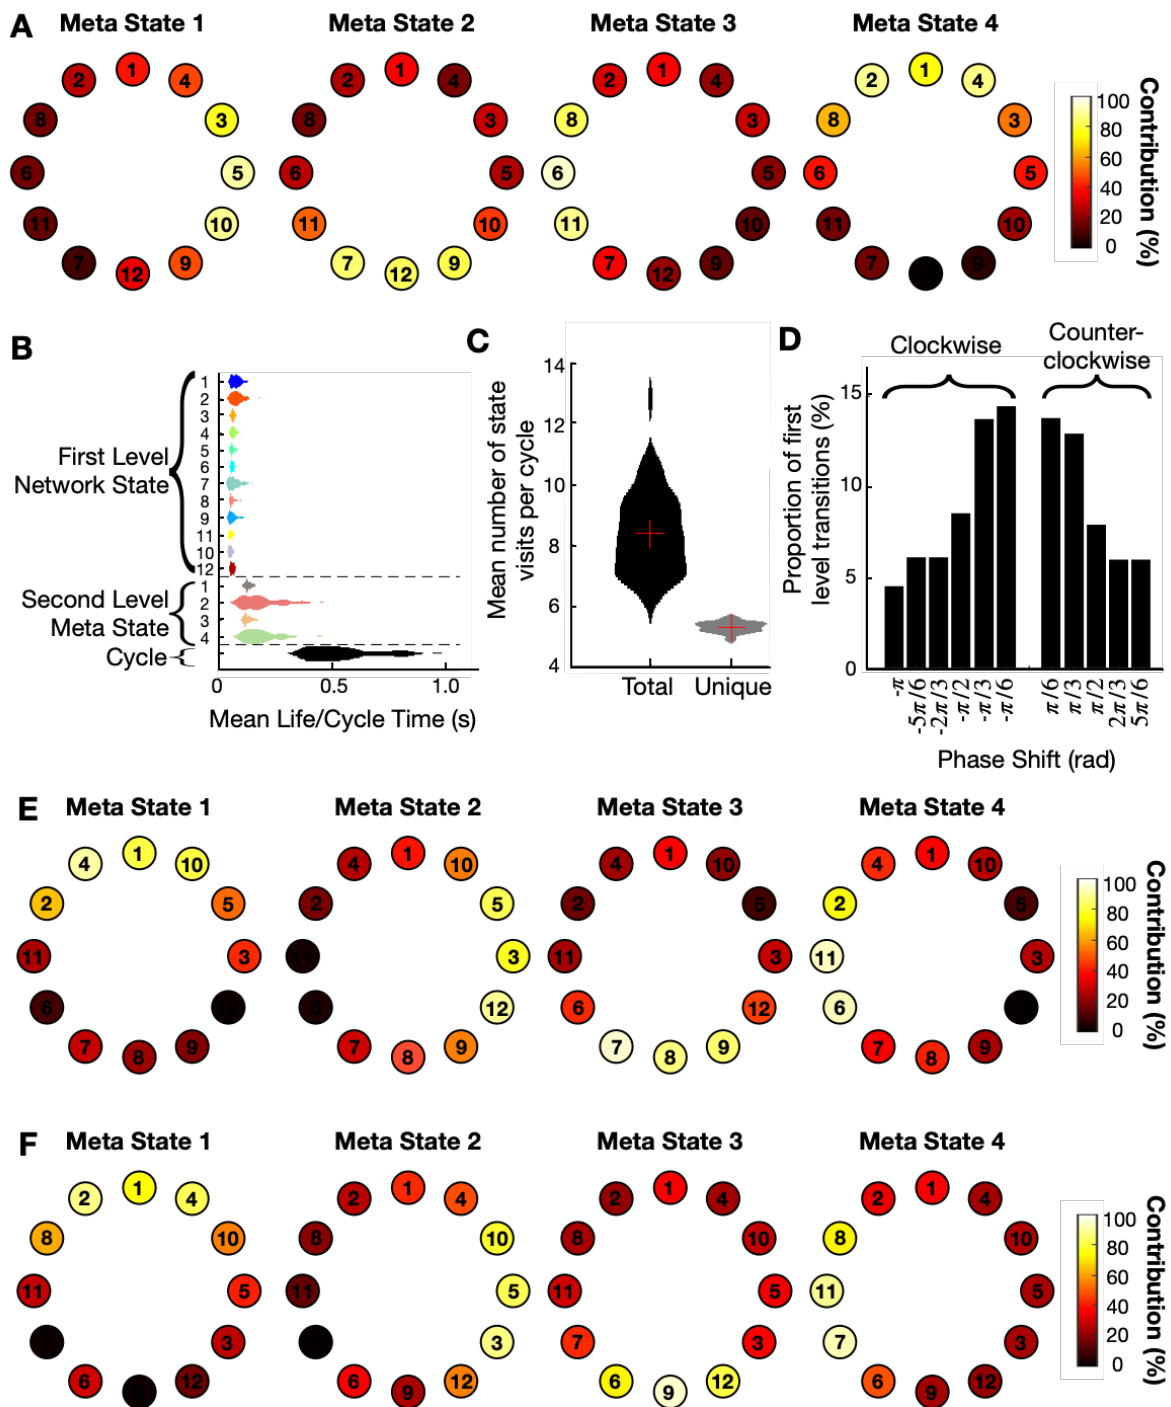 A
Meta State 1
Meta State 2
Meta State 3
Meta State 4
2 1 4
8 3
6 5
11 10
7 12 9
2 1 4
8 3
6 5
11 10
7 12 9
2 1 4
8 3
6 5
11 10
7 12 9
2 1 4
8 3
6 5
11 10
7 9
100
80
60
40
20
0
Contribution (%)
B
First Level
Network State
1
2
3
4
5
6
7
8
9
11
10
12
Second Level
Meta State
1
2
3
4
Cycle
0 0.5 1.0
Mean Life/Cycle Time (s)
C
Mean number of state
visits per cycle
14
12
10
8
6
4
Total Unique
D
Clockwise
Counter-
clockwise
Proportion of first
level transitions (%)
15
10
5
0
-π -5π/6 -2π/3 -π/2 -π/3 -π/6 π/6 π/3 π/2 2π/3 5π/6
Phase Shift (rad)
E
Meta State 1
Meta State 2
Meta State 3
Meta State 4
4 1 10
2 5
11 3
6 12
7 8 9
4 1 10
2 5
11 3
6 12
7 8 9
4 1 10
2 5
11 3
6 12
7 8 9
4 1 10
2 5
11 3
6
7 8 9
100
80
60
40
20
0
Contribution (%)
F
Meta State 1
Meta State 2
Meta State 3
Meta State 4
2 1 4
8 10
11 5
7 3
6 12
2 1 4
8 10
11 5
3
6 9 12
2 1 4
8 10
11 5
7 3
6 9 12
2 1 4
8 10
11 5
7 3
6 9 12
100
80
60
40
20
0
Contribution (%)